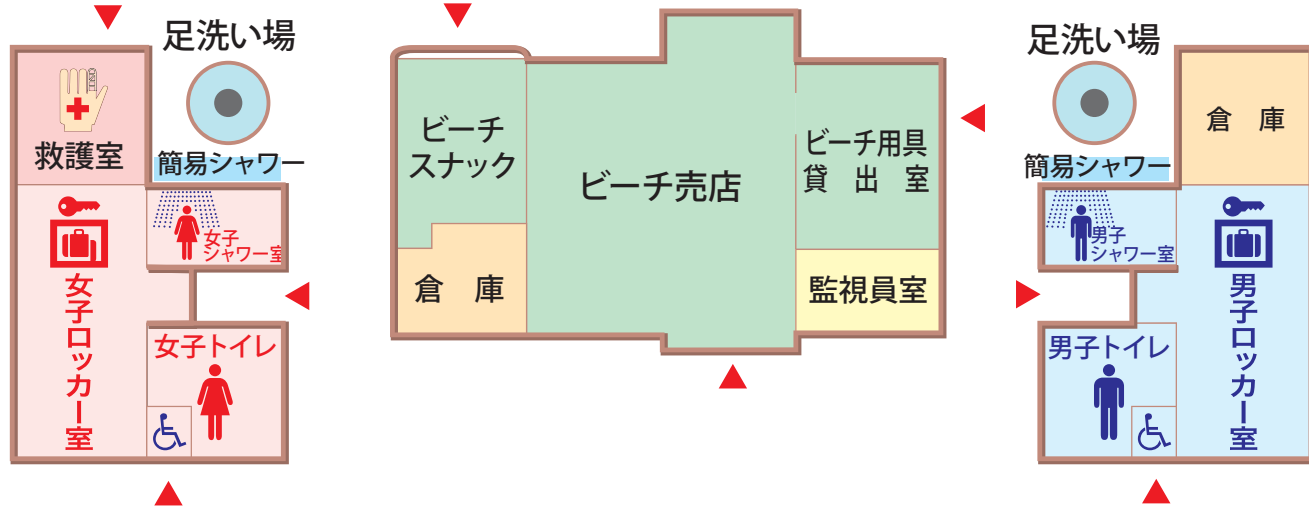 足洗い場
救護室
簡易シャワー
女子
シャワー室
女子ロッカー室
女子トイレ
ビーチ
スナック
倉庫
ビーチ売店
ビーチ用具
貸出室
監視員室
足洗い場
倉庫
簡易シャワー
男子
シャワー室
男子ロッカー室
男子トイレ